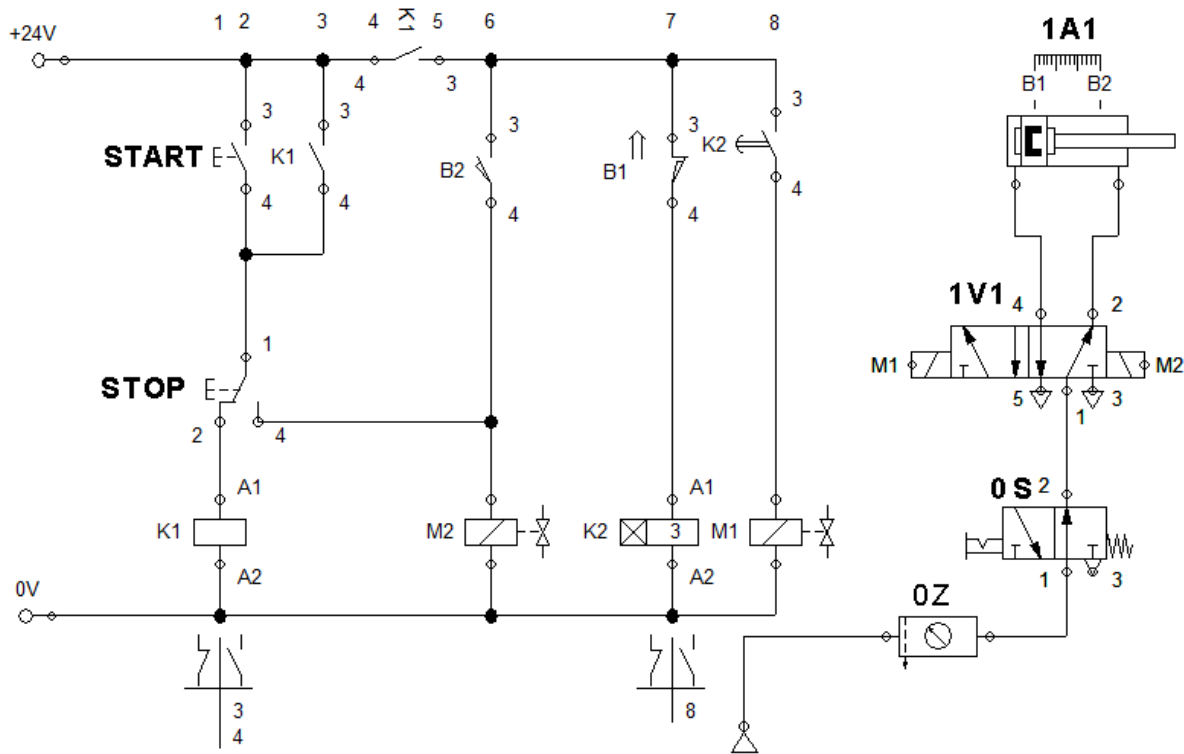 1 2 3 4 K1 5 6 7 8
+24V
1A1
B1 B2
4 3
3 3 3 3 3
START K1 B2 B1 K2
4 4 4 4 4
1V1
4 2
1
M1 M2
STOP
5 1 3
2 4
0S 2
A1 A1
K1 M2 K2 3 M1
A2 A2
1 3
0V
0Z
3
4
8